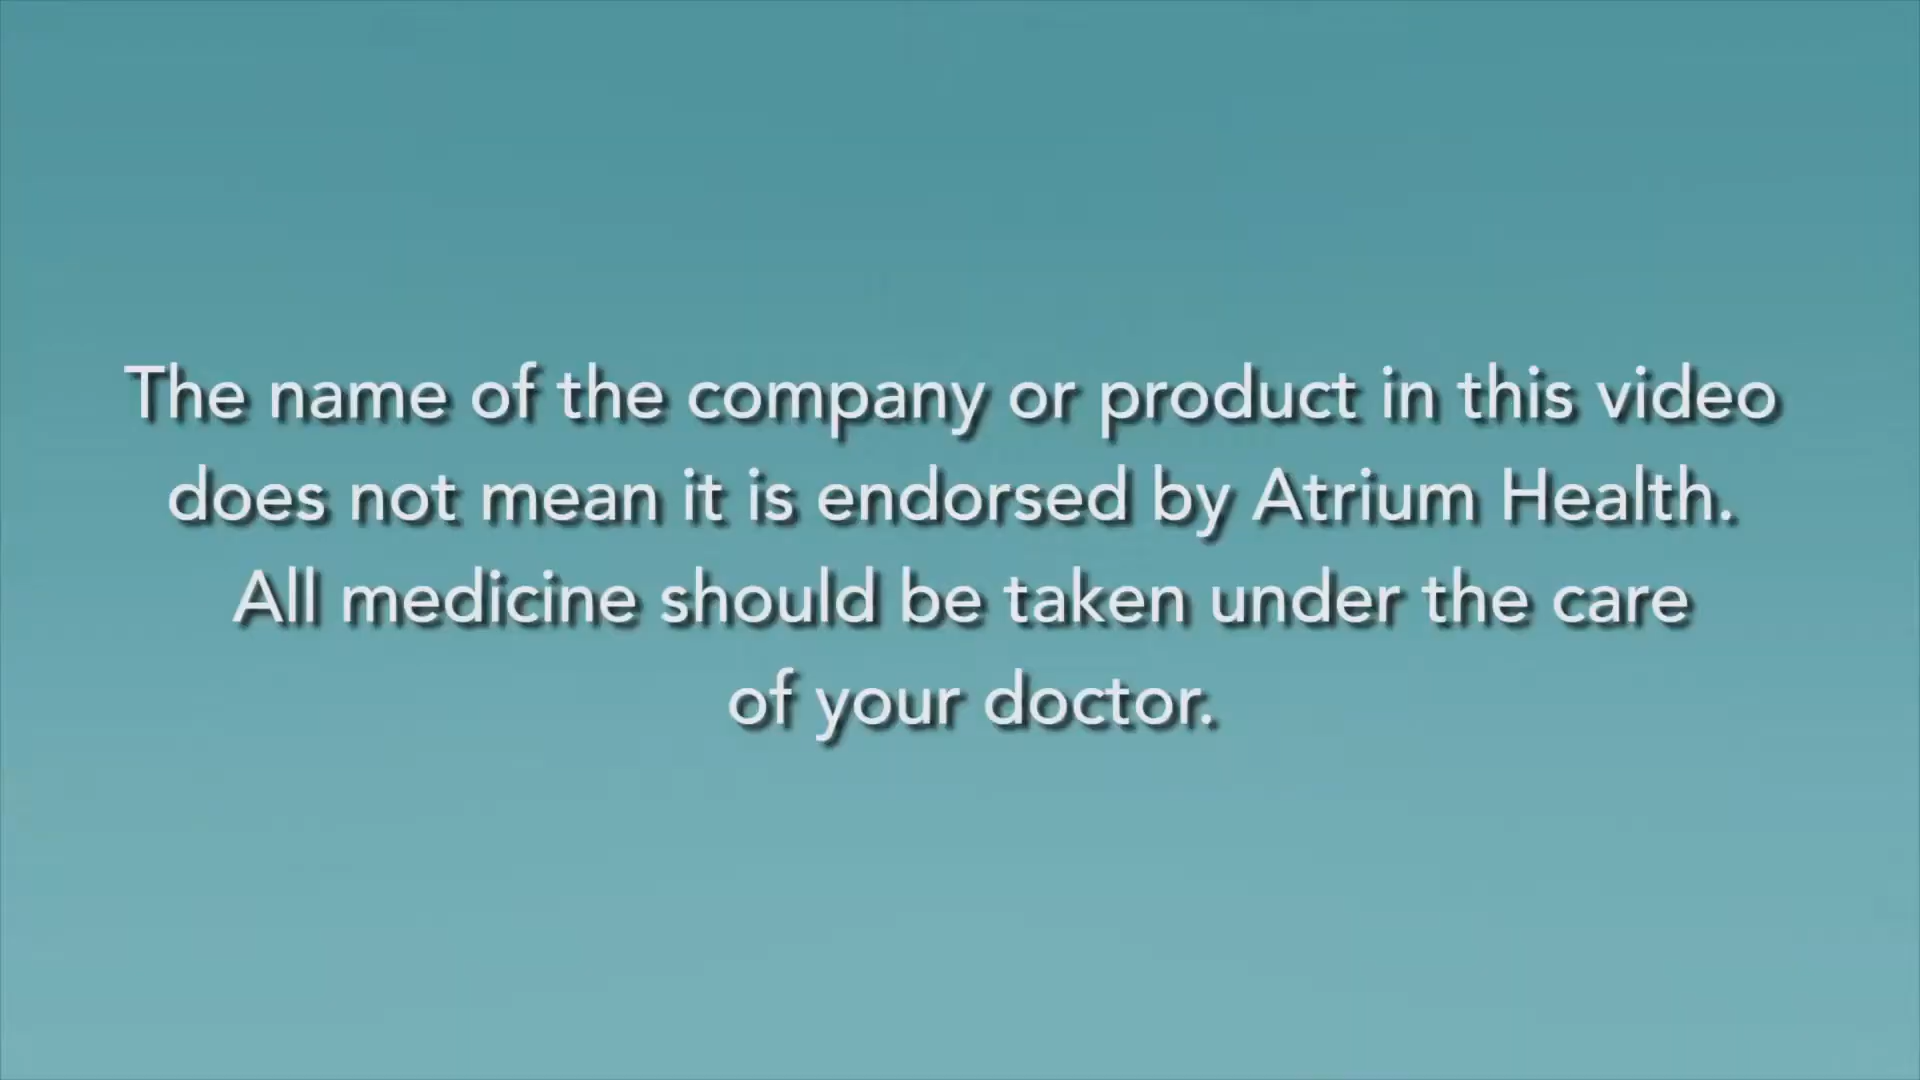 The name of the company or product in this video
does not mean it is endorsed by Atrium Health.
All medicine should be taken under the care
of your doctor.